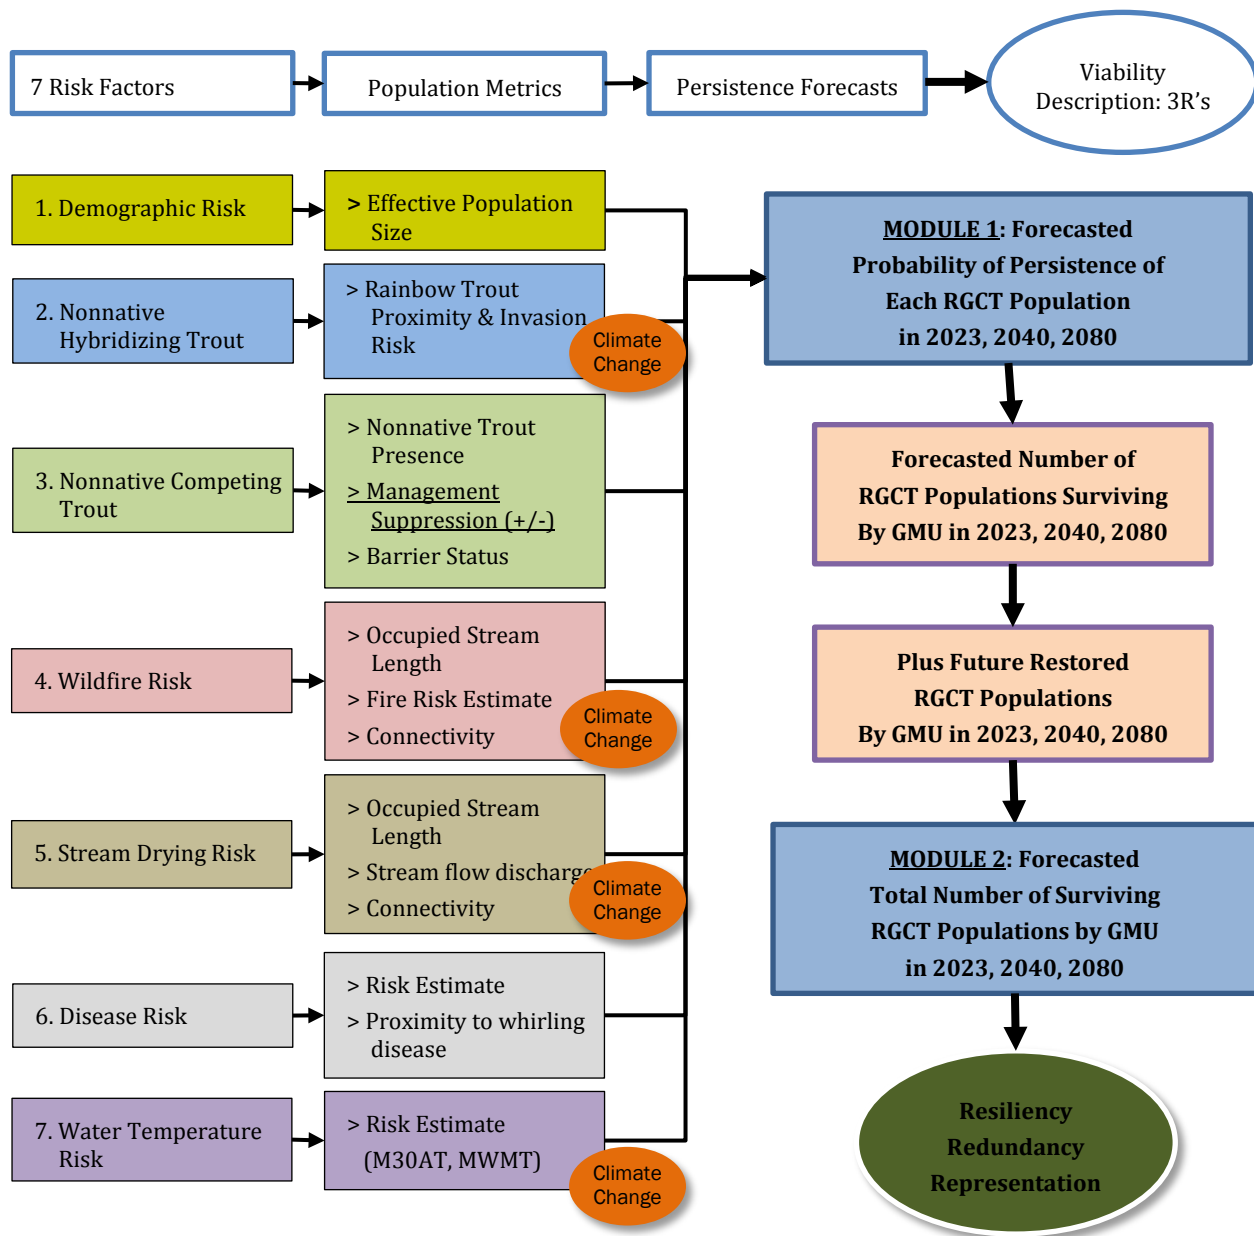 7 Risk Factors
Population Metrics
Persistence Forecasts
Viability
Description: 3R's
1. Demographic Risk
> Effective Population
Size
2. Nonnative
Hybridizing Trout
> Rainbow Trout
Proximity & Invasion
Risk
Climate
Change
3. Nonnative Competing
Trout
> Nonnative Trout
Presence
> Management
Suppression (+/-)
> Barrier Status
4. Wildfire Risk
> Occupied Stream
Length
> Fire Risk Estimate
> Connectivity
Climate
Change
5. Stream Drying Risk
> Occupied Stream
Length
> Stream flow discharge
> Connectivity
Climate
Change
6. Disease Risk
> Risk Estimate
> Proximity to whirling
disease
7. Water Temperature
Risk
> Risk Estimate
(M30AT, MWMT)
Climate
Change
MODULE 1: Forecasted
Probability of Persistence of
Each RGCT Population
in 2023, 2040, 2080
Forecasted Number of
RGCT Populations Surviving
By GMU in 2023, 2040, 2080
Plus Future Restored
RGCT Populations
By GMU in 2023, 2040, 2080
MODULE 2: Forecasted
Total Number of Surviving
RGCT Populations by GMU
in 2023, 2040, 2080
Resiliency
Redundancy
Representation